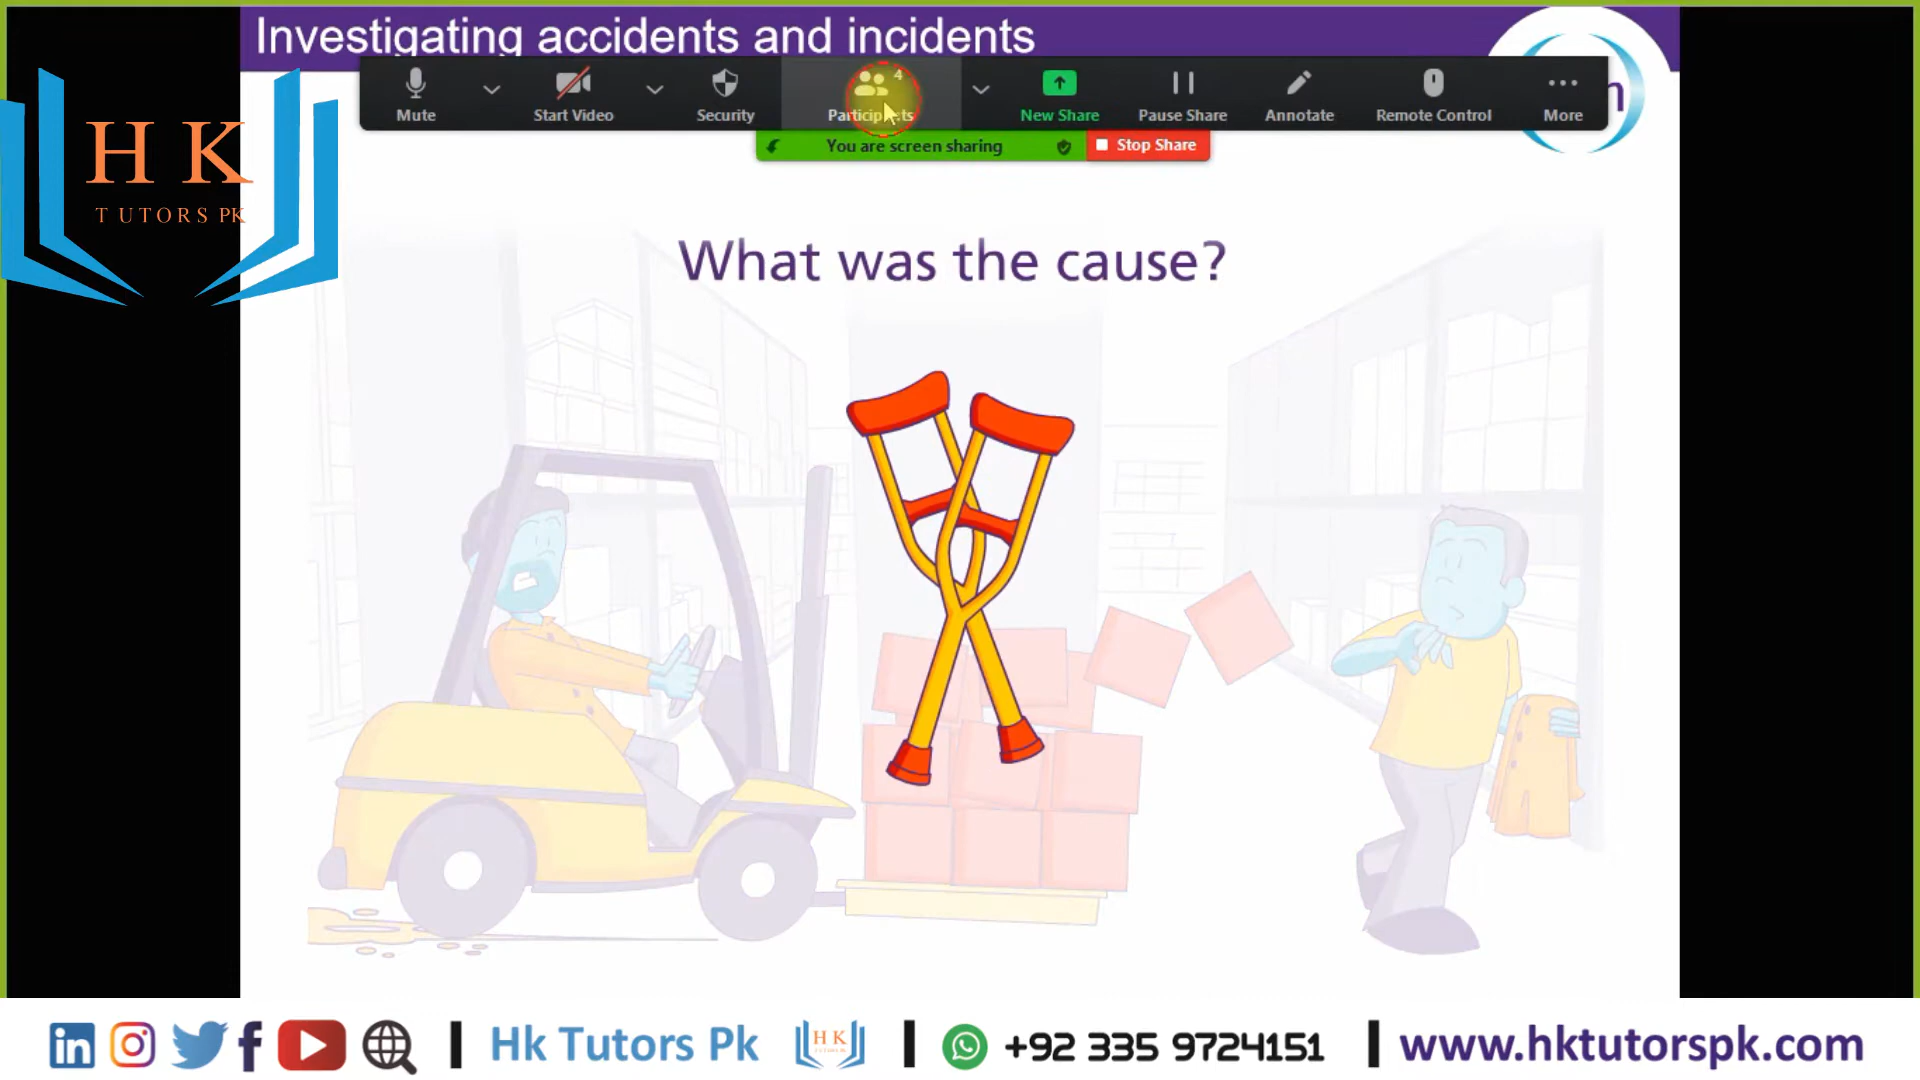 Investigating accidents and incidents
Mute
Start Video
Security
4
Participants
New Share
Pause Share
Annotate
Remote Control
More
You are screen sharing
Stop Share
H K
TUTORS PK
What was the cause?
Hk Tutors Pk
H K
+92 335 9724151
www.hktutorspk.com